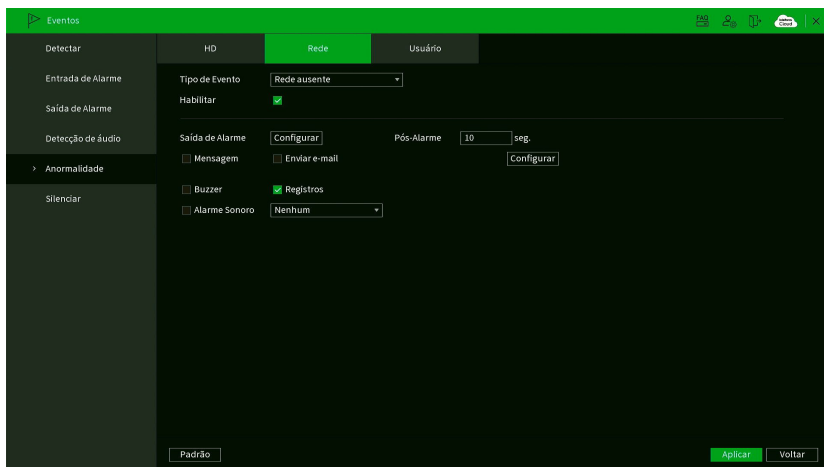 Eventos
FAQ
Cloud
Detectar
HD
Rede
Usuário
Entrada de Alarme
Tipo de Evento
Rede ausente
Habilitar
Saída de Alarme
Detecção de áudio
Saída de Alarme
Configurar
Pós-Alarme
10
seg.
Mensagem
Enviar e-mail
Configurar
Anormalidade
Buzzer
Registros
Silenciar
Alarme Sonoro
Nenhum
Padrão
Aplicar
Voltar